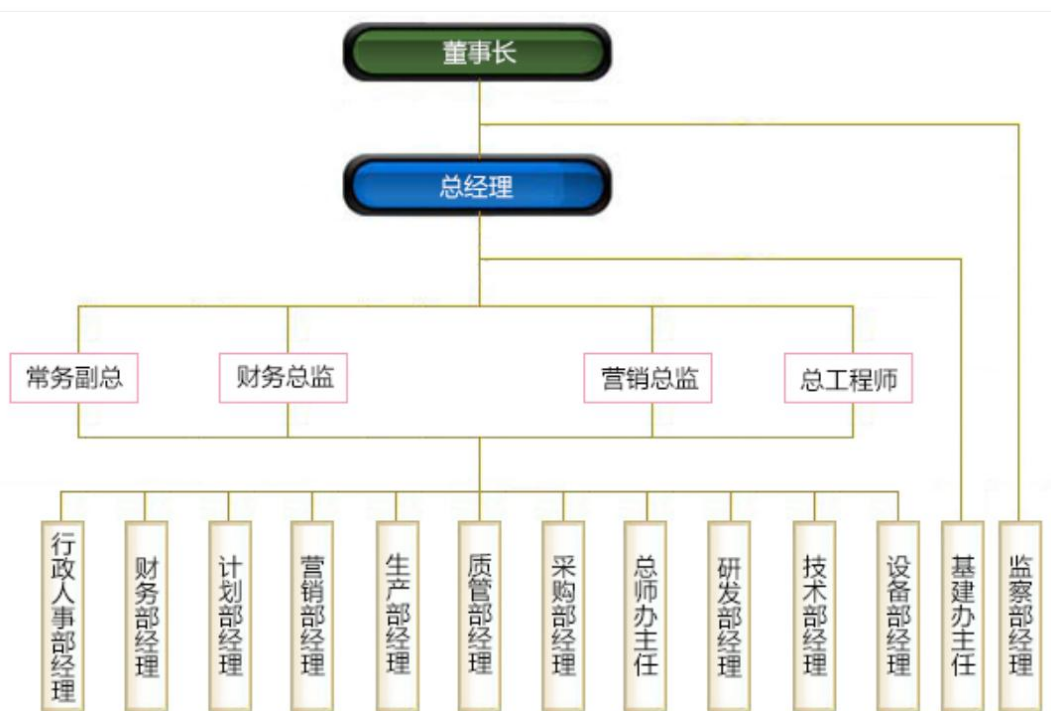 董事长
总经理
常务副总
财务总监
营销总监
总工程师
行政人事部经理
财务部经理
计划部经理
营销部经理
生产部经理
质管部经理
采购部经理
总师办主任
研发部经理
技术部经理
设备部经理
基建办主任
监察部经理